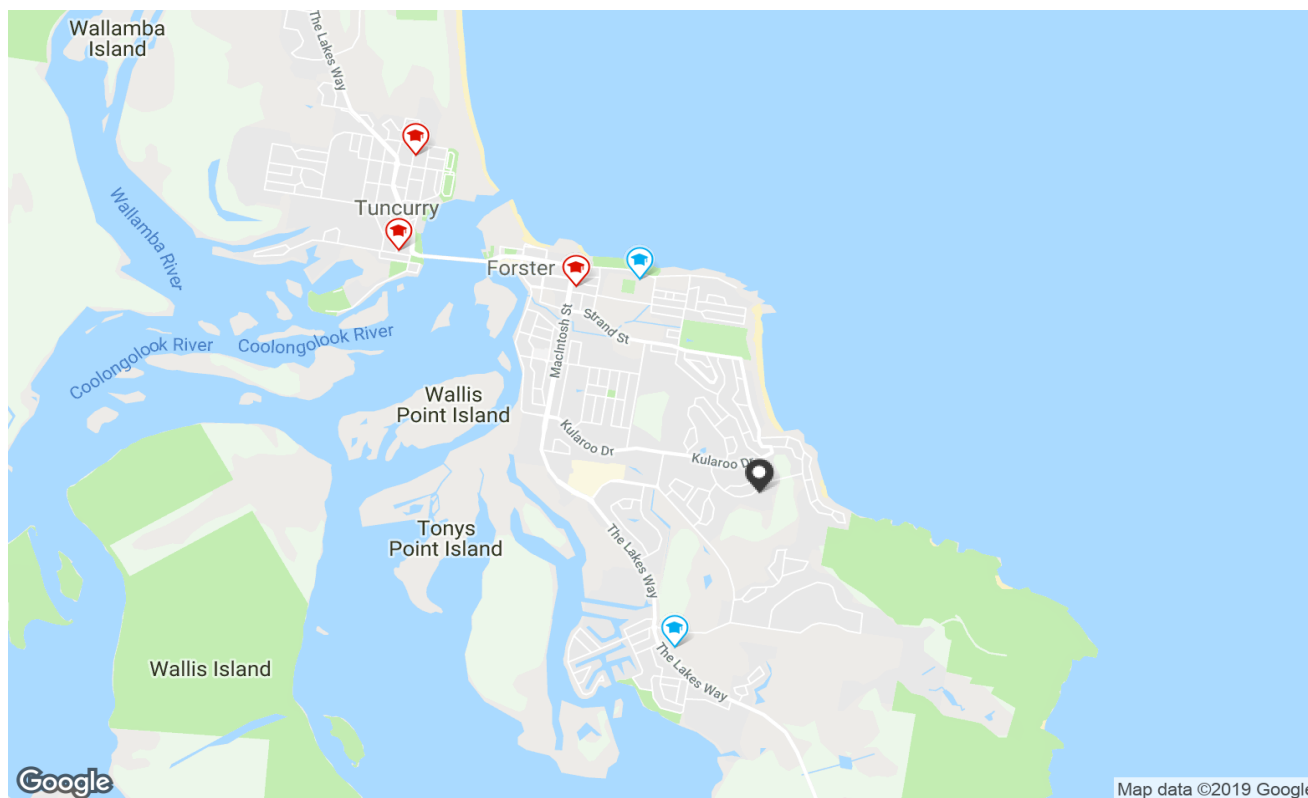 Wallamba
Island
The Lakes Way
Tuncurry
Wallamba River
Forster
MacIntosh St
Strand St
Coolongolook River
Coolongolook River
Wallis
Point Island
Kularoo Dr
Kularoo Dr
Tonys
Point Island
The Lakes Way
Wallis Island
The Lakes Way
Google
Map data ©2019 Google